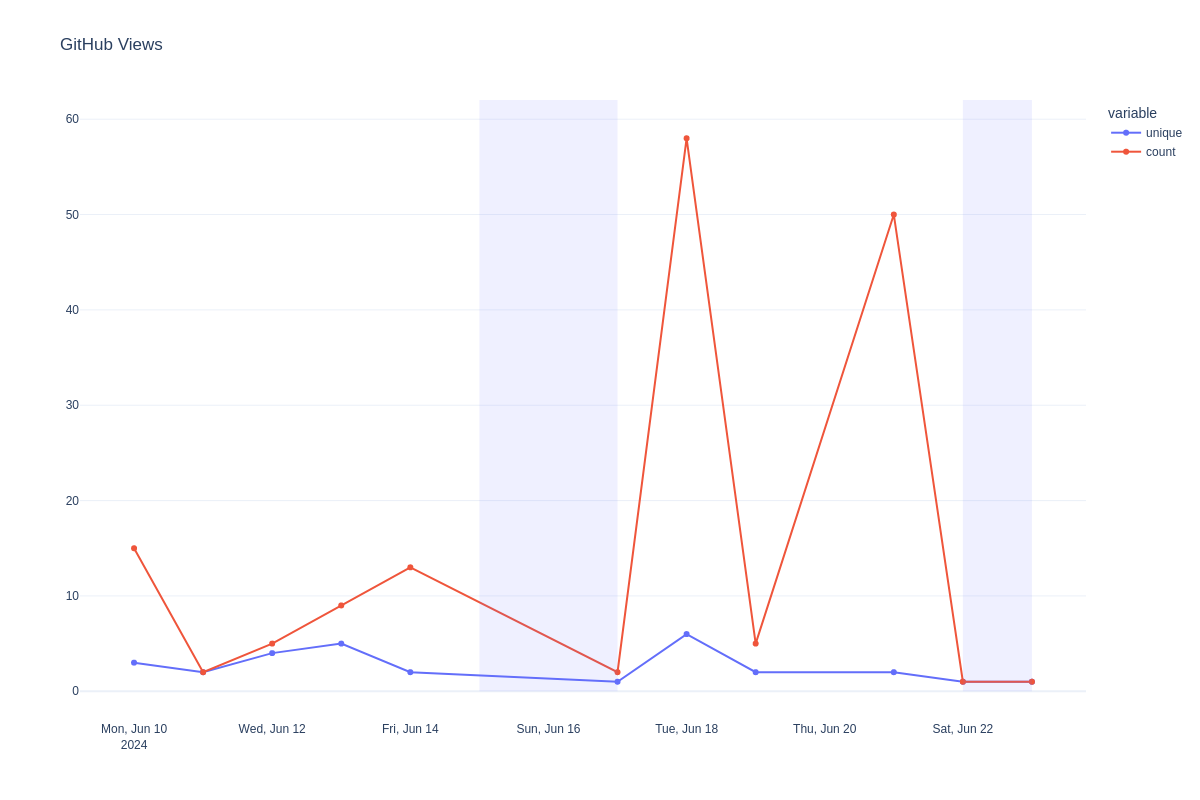 GitHub Views
60
50
40
30
20
10
0
Mon, Jun 10
2024
Wed, Jun 12
Fri, Jun 14
Sun, Jun 16
Tue, Jun 18
Thu, Jun 20
Sat, Jun 22
variable
unique
count